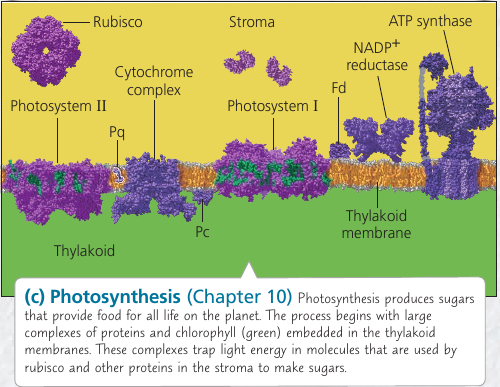 Rubisco
Stroma
ATP synthase
NADP+
reductase
Cytochrome
complex
Fd
Photosystem II
Photosystem I
Pq
Pc
Thylakoid
membrane
Thylakoid
(c) Photosynthesis (Chapter 10) Photosynthesis produces sugars
that provide food for all life on the planet. The process begins with large
complexes of proteins and chlorophyll (green) embedded in the thylakoid
membranes. These complexes trap light energy in molecules that are used by
rubisco and other proteins in the stroma to make sugars.